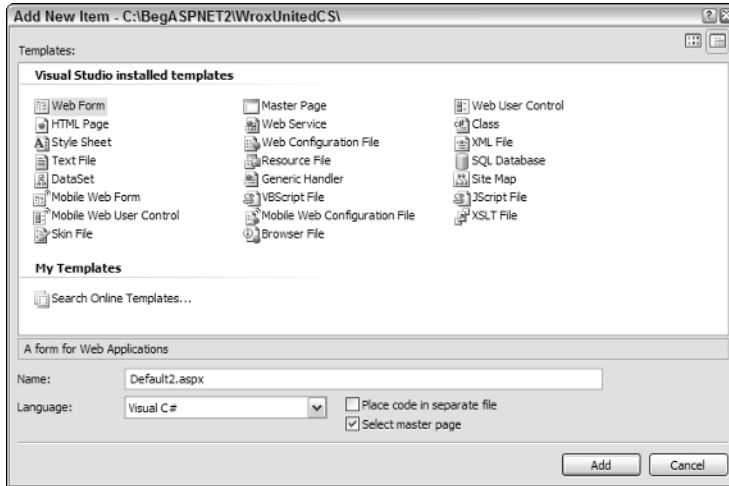 Add New Item - C:\BegASPNET2\WroxUnitedCS\
Templates:
Visual Studio installed templates
Web Form
Master Page
Web User Control
HTML Page
Web Service
Class
Style Sheet
Web Configuration File
XML File
Text File
Resource File
SQL Database
DataSet
Generic Handler
Site Map
Mobile Web Form
VBScript File
JScript File
Mobile Web User Control
Mobile Web Configuration File
XSLT File
Skin File
Browser File
My Templates
Search Online Templates...
A form for Web Applications
Name: Default2.aspx
Language: Visual C# Place code in separate file
Select master page
Add Cancel